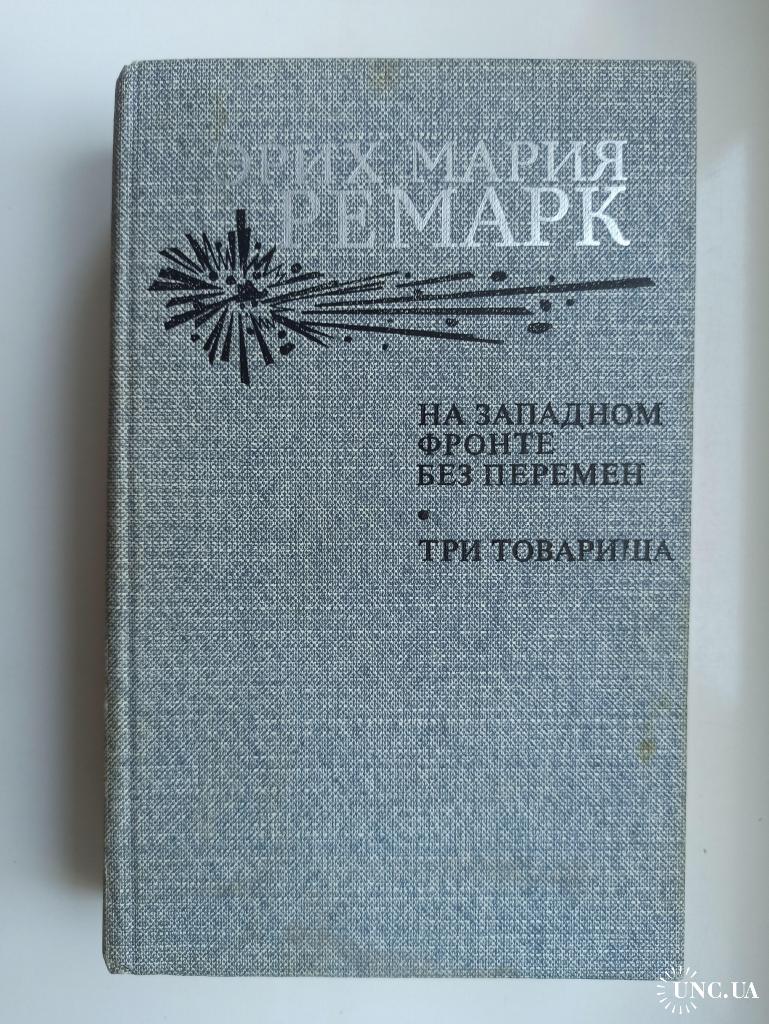 ЭРИХ МАРИЯ
РЕМАРК
НА ЗАПАДНОМ
ФРОНТЕ
БЕЗ ПЕРЕМЕН
•
ТРИ ТОВАРИЩА
UNC.UA